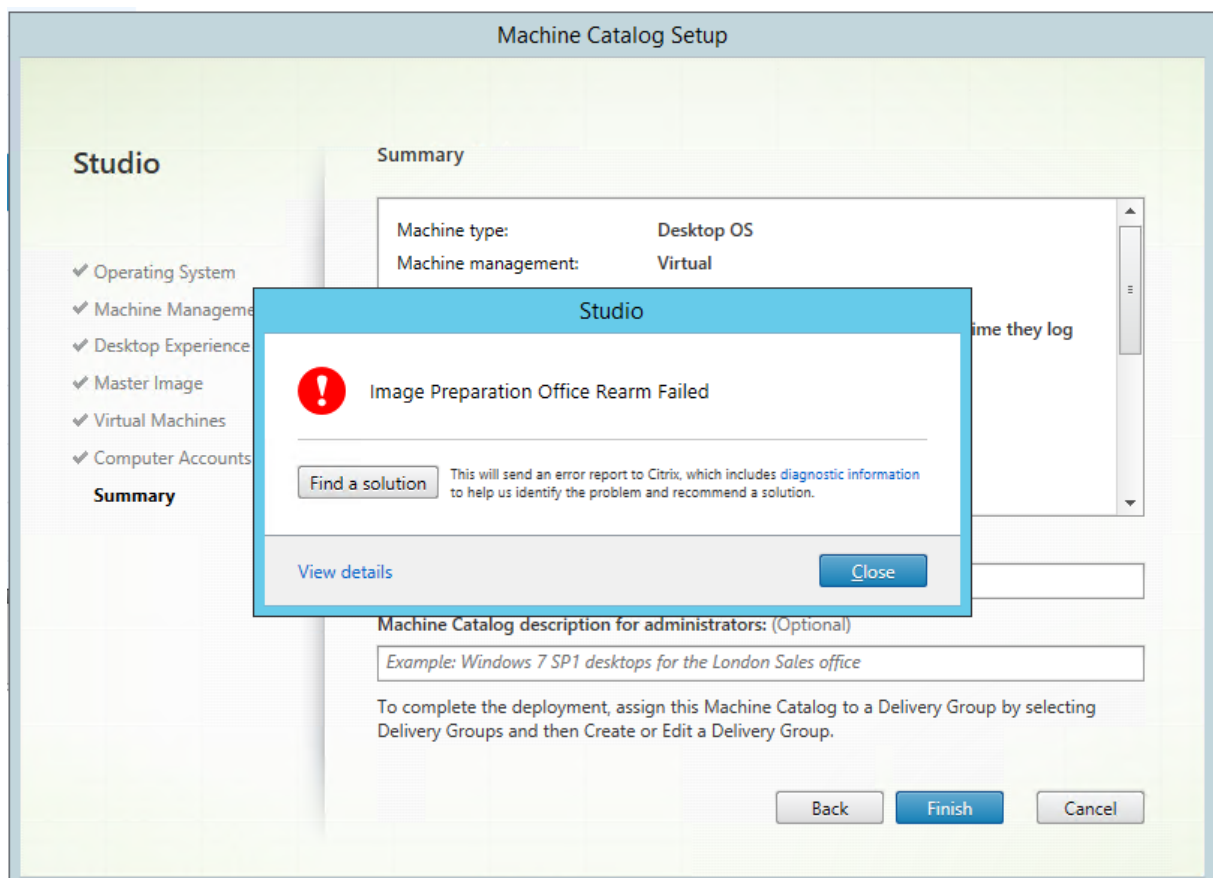 Machine Catalog Setup
Studio
✔ Operating System
✔ Machine Manageme
✔ Desktop Experience
✔ Master Image
✔ Virtual Machines
✔ Computer Accounts
Summary
Summary
Machine type: Desktop OS
Machine management: Virtual
ime they log
Studio
Image Preparation Office Rearm Failed
Find a solution
This will send an error report to Citrix, which includes diagnostic information
to help us identify the problem and recommend a solution.
View details
Close
Machine Catalog description for administrators: (Optional)
Example: Windows 7 SP1 desktops for the London Sales office
To complete the deployment, assign this Machine Catalog to a Delivery Group by selecting
Delivery Groups and then Create or Edit a Delivery Group.
Back Finish Cancel